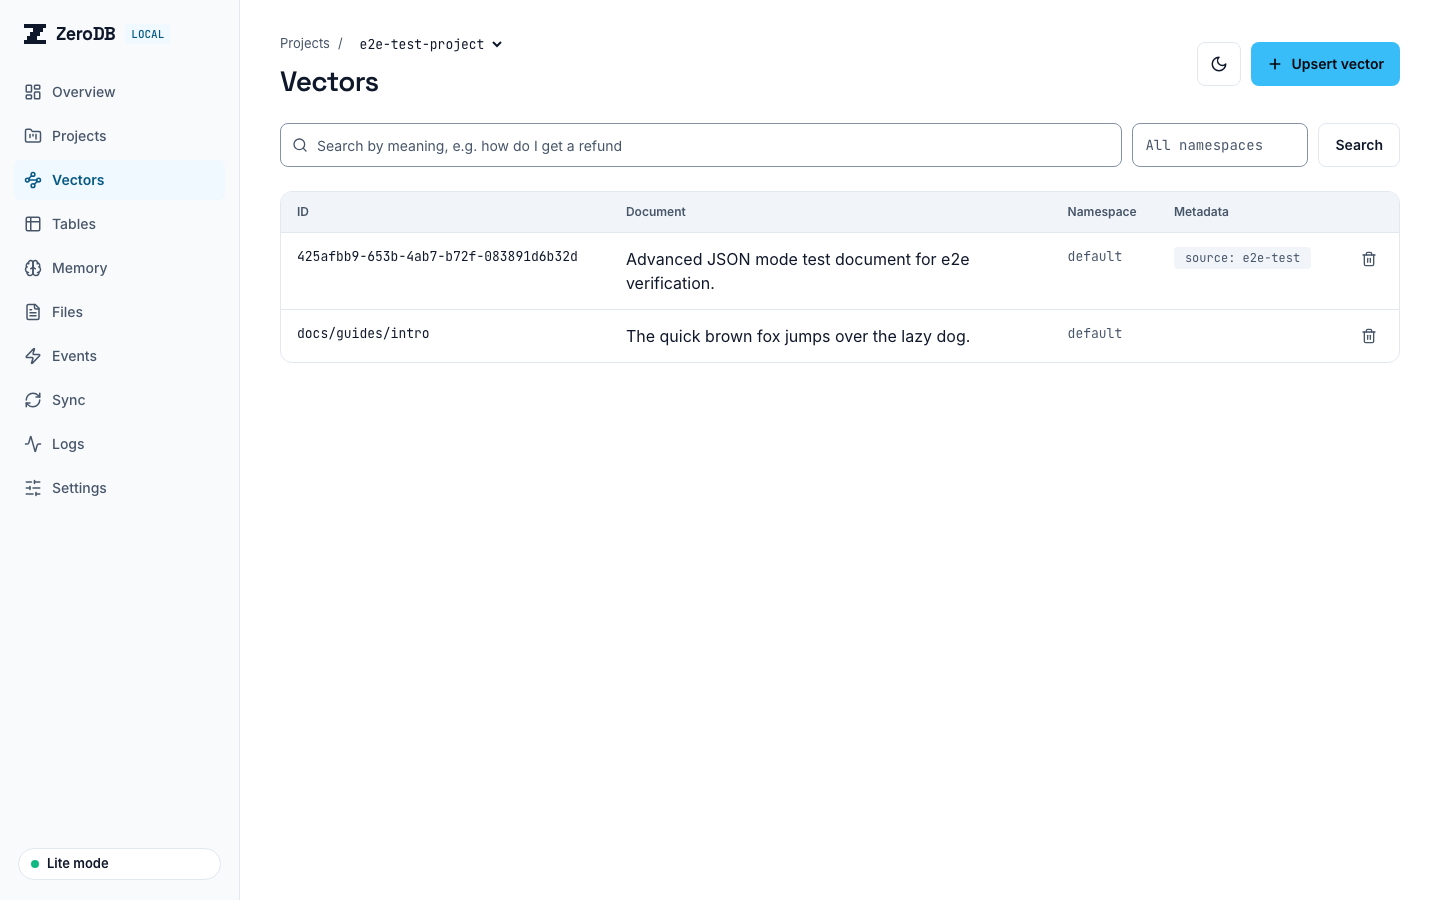 ZeroDB LOCAL
Overview
Projects
Vectors
Tables
Memory
Files
Events
Sync
Logs
Settings
Lite mode
Projects / e2e-test-project
Vectors
Upsert vector
Search by meaning, e.g. how do I get a refund
All namespaces
Search
ID Document Namespace Metadata
425afbb9-653b-4ab7-b72f-083891d6b32d Advanced JSON mode test document for e2e default source: e2e-test
verification.
docs/guides/intro The quick brown fox jumps over the lazy dog. default